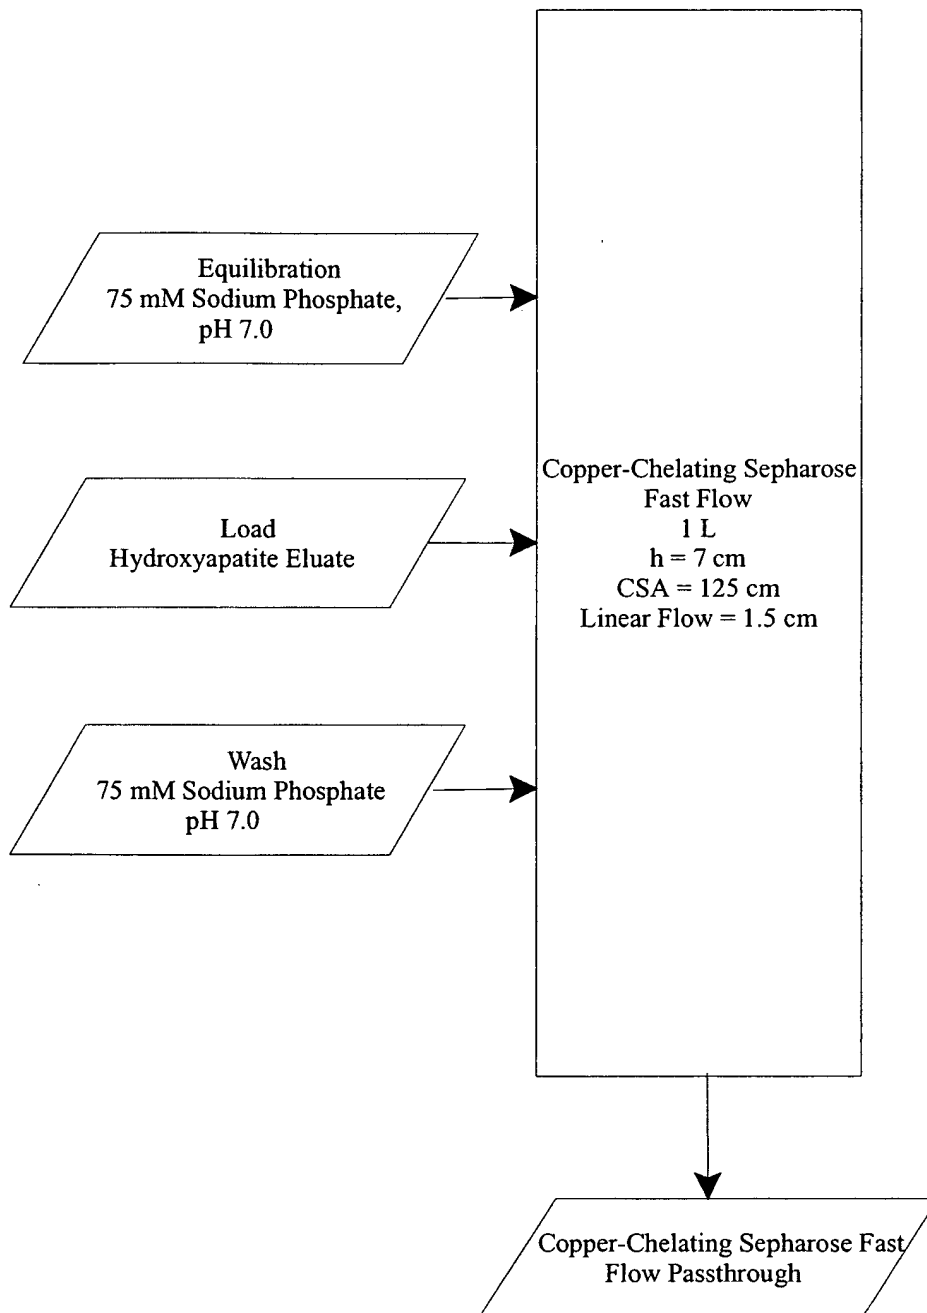 Equilibration
75 mM Sodium Phosphate,
pH 7.0
Load
Hydroxyapatite Eluate
Wash
75 mM Sodium Phosphate
pH 7.0
Copper-Chelating Sepharose
Fast Flow
1 L
h = 7 cm
CSA = 125 cm
Linear Flow = 1.5 cm
Copper-Chelating Sepharose Fast
Flow Passthrough